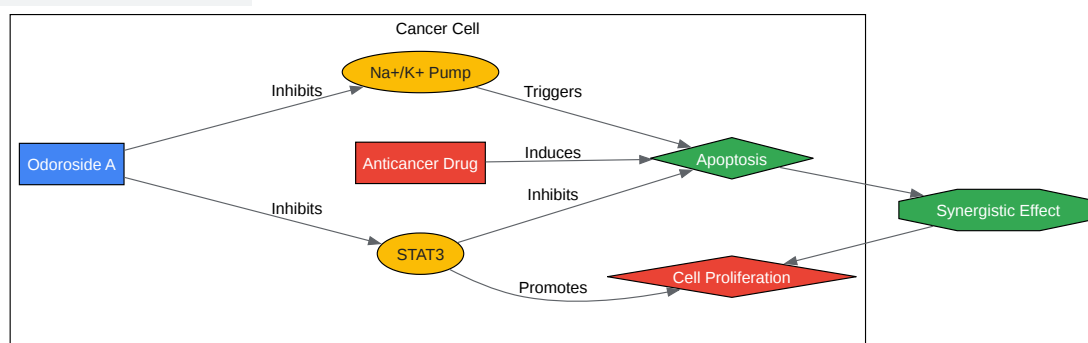 Cancer Cell
Na+/K+ Pump
Inhibits
Triggers
Odoroside A
Anticancer Drug
Induces
Apoptosis
Inhibits
Inhibits
Synergistic Effect
STAT3
Promotes
Cell Proliferation